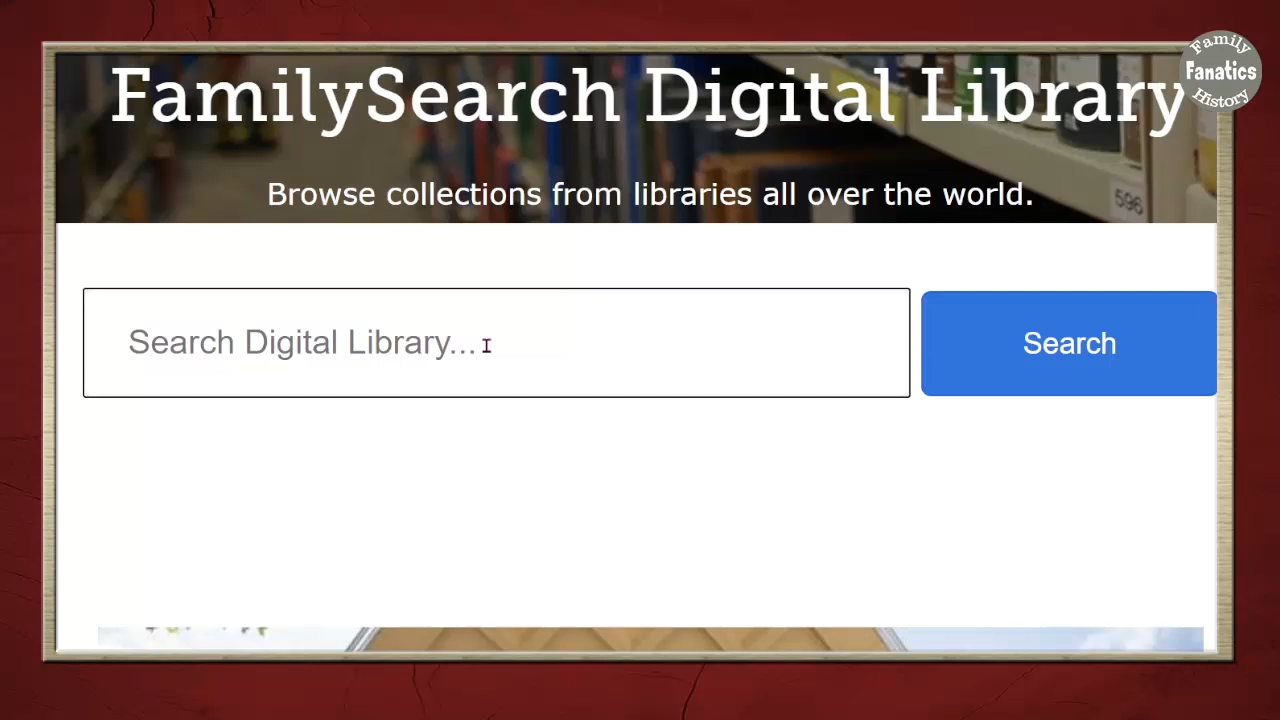 FamilySearch Digital Library
Family
Fanatics
History
Browse collections from libraries all over the world.
596
Search Digital Library...
Search